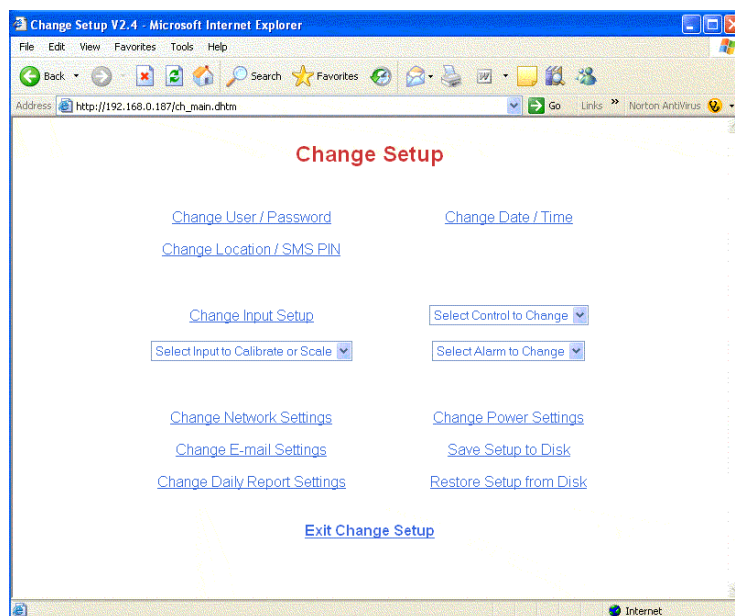 Change Setup V2.4 - Microsoft Internet Explorer
File Edit View Favorites Tools Help
Back Search Favorites
Address http://192.168.0.187/ch_main.dhtm Go Links » Norton AntiVirus
Change Setup
Change User / Password Change Date / Time
Change Location / SMS PIN
Change Input Setup Select Control to Change
Select Input to Calibrate or Scale Select Alarm to Change
Change Network Settings Change Power Settings
Change E-mail Settings Save Setup to Disk
Change Daily Report Settings Restore Setup from Disk
Exit Change Setup
Internet